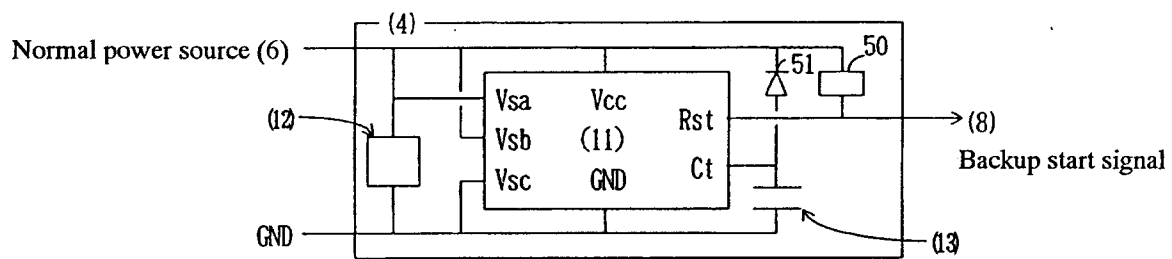 (4)
Normal power source (6)
51
50
Vsa
Vcc
(12)
Rst
(8)
Vsb
(11)
Backup start signal
Ct
Vsc
GND
GND
(13)